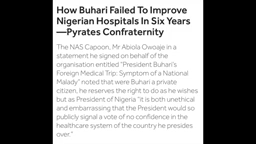 How Buhari Failed To Improve
Nigerian Hospitals In Six Years
—Pyrates Confraternity
The NAS Capoon, Mr Abiola Owoaje in a
statement he signed on behalf of the
organisation entitled "President Buhari's
Foreign Medical Trip: Symptom of a National
Malady" noted that were Buhari a private
citizen, he reserves the right to do as he wishes
but as President of Nigeria "it is both unethical
and embarrassing that the President would so
publicly signal a vote of no confidence in the
healthcare system of the country he presides
over."